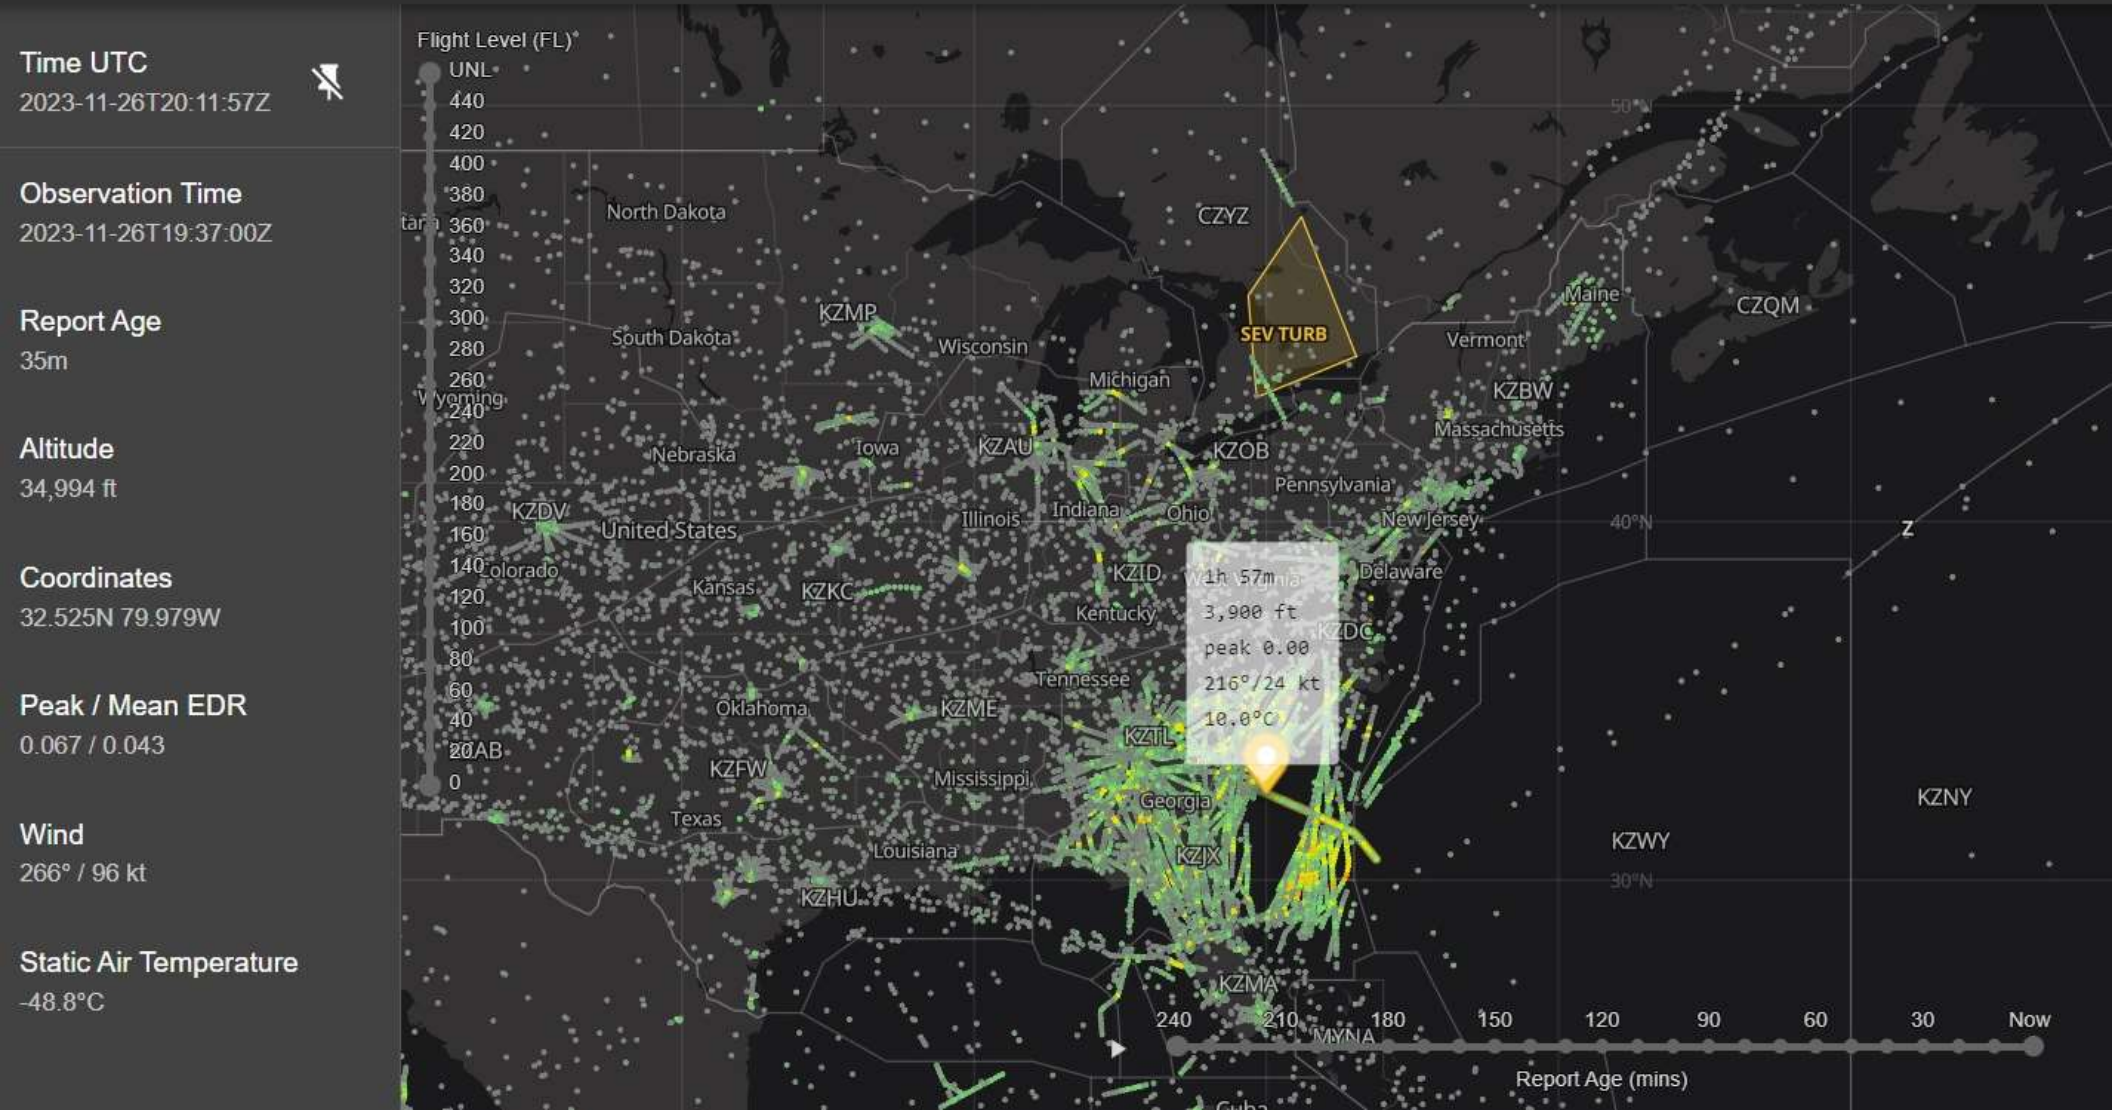 Time UTC
2023-11-26T20:11:57Z
Observation Time
2023-11-26T19:37:00Z
Report Age
35m
Altitude
34,994 ft
Coordinates
32.525N 79.979W
Peak / Mean EDR
0.067 / 0.043
Wind
266° / 96 kt
Static Air Temperature
-48.8°C
Flight Level (FL)
UNL
440
420
400
380
360
340
320
300
280
260
240
220
200
180
160
140
120
100
80
60
40
20
0
50°N
North Dakota
CZYZ
KZMP
Maine
CZQM
South Dakota
Wisconsin
SEV TURB
Vermont
Michigan
Wyoming
KZBW
Massachusetts
Nebraska
Iowa
KZAU
KZOB
Pennsylvania
KZDV
United States
Illinois
Indiana
Ohio
New Jersey
40°N
Z
Colorado
Kansas
KZKC
KZID
Kentucky
West Virginia
Delaware
1h 57m
3,900 ft
peak 0.00
216°/24 kt
10.0°C
KZDC
Tennessee
Oklahoma
KZME
KZTL
KZFW
Mississippi
Georgia
KZNY
Texas
Louisiana
KZJX
KZWY
30°N
KZHU
KZMA
MYNA
240
210
180
150
120
90
60
30
Now
Report Age (mins)
Cuba